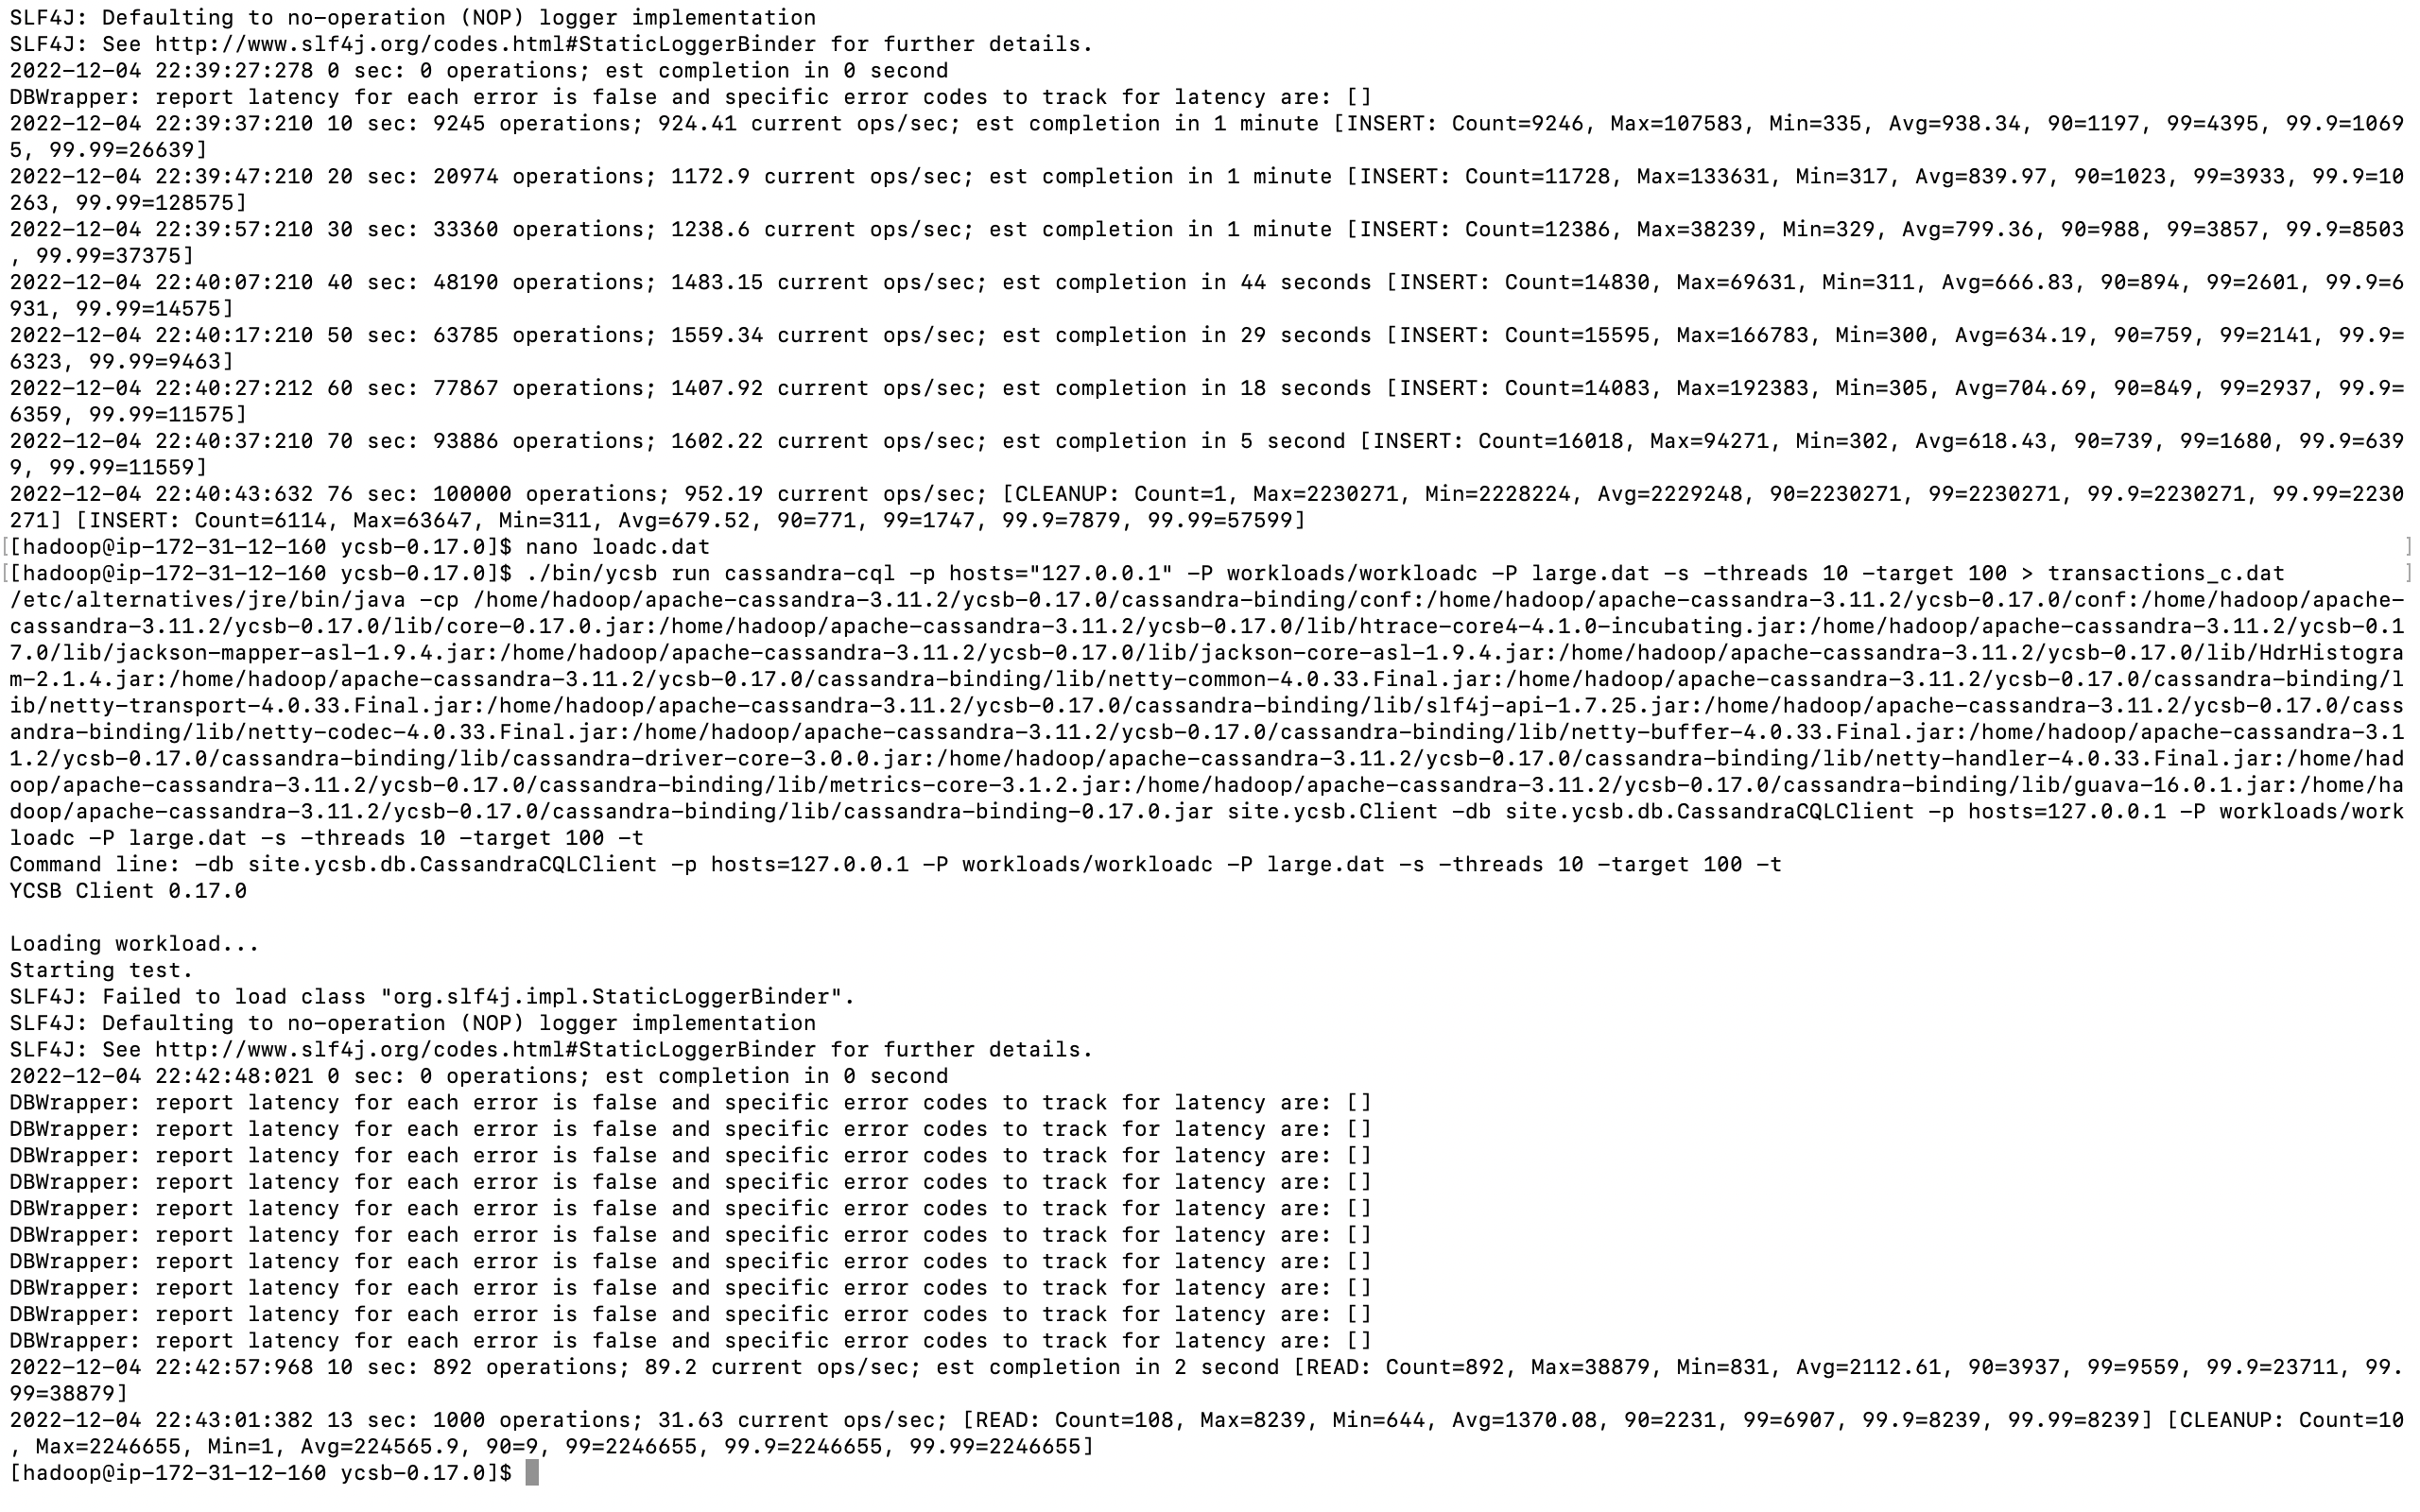 SLF4J: Defaulting to no-operation (NOP) logger implementation
SLF4J: See http://www.slf4j.org/codes.html#StaticLoggerBinder for further details.
2022-12-04 22:39:27:278 0 sec: 0 operations; est completion in 0 second
DBWrapper: report latency for each error is false and specific error codes to track for latency are: []
2022-12-04 22:39:37:210 10 sec: 9245 operations; 924.41 current ops/sec; est completion in 1 minute [INSERT: Count=9246, Max=107583, Min=335, Avg=938.34, 90=1197, 99=4395, 99.9=1069
5, 99.99=26639]
2022-12-04 22:39:47:210 20 sec: 20974 operations; 1172.9 current ops/sec; est completion in 1 minute [INSERT: Count=11728, Max=133631, Min=317, Avg=839.97, 90=1023, 99=3933, 99.9=10
263, 99.99=128575]
2022-12-04 22:39:57:210 30 sec: 33360 operations; 1238.6 current ops/sec; est completion in 1 minute [INSERT: Count=12386, Max=38239, Min=329, Avg=799.36, 90=988, 99=3857, 99.9=8503
, 99.99=37375]
2022-12-04 22:40:07:210 40 sec: 48190 operations; 1483.15 current ops/sec; est completion in 44 seconds [INSERT: Count=14830, Max=69631, Min=311, Avg=666.83, 90=894, 99=2601, 99.9=6
931, 99.99=14575]
2022-12-04 22:40:17:210 50 sec: 63785 operations; 1559.34 current ops/sec; est completion in 29 seconds [INSERT: Count=15595, Max=166783, Min=300, Avg=634.19, 90=759, 99=2141, 99.9=
6323, 99.99=9463]
2022-12-04 22:40:27:212 60 sec: 77867 operations; 1407.92 current ops/sec; est completion in 18 seconds [INSERT: Count=14083, Max=192383, Min=305, Avg=704.69, 90=849, 99=2937, 99.9=
6359, 99.99=11575]
2022-12-04 22:40:37:210 70 sec: 93886 operations; 1602.22 current ops/sec; est completion in 5 second [INSERT: Count=16018, Max=94271, Min=302, Avg=618.43, 90=739, 99=1680, 99.9=639
9, 99.99=11559]
2022-12-04 22:40:43:632 76 sec: 100000 operations; 952.19 current ops/sec; [CLEANUP: Count=1, Max=2230271, Min=2228224, Avg=2229248, 90=2230271, 99=2230271, 99.9=2230271, 99.99=2230
271] [INSERT: Count=6114, Max=63647, Min=311, Avg=679.52, 90=771, 99=1747, 99.9=7879, 99.99=57599]
[[hadoop@ip-172-31-12-160 ycsb-0.17.0]$ nano loadc.dat ]
[[hadoop@ip-172-31-12-160 ycsb-0.17.0]$ ./bin/ycsb run cassandra-cql -p hosts="127.0.0.1" -P workloads/workloadc -P large.dat -s -threads 10 -target 100 > transactions_c.dat ]
/etc/alternatives/jre/bin/java -cp /home/hadoop/apache-cassandra-3.11.2/ycsb-0.17.0/cassandra-binding/conf:/home/hadoop/apache-cassandra-3.11.2/ycsb-0.17.0/conf:/home/hadoop/apache-
cassandra-3.11.2/ycsb-0.17.0/lib/core-0.17.0.jar:/home/hadoop/apache-cassandra-3.11.2/ycsb-0.17.0/lib/htrace-core4-4.1.0-incubating.jar:/home/hadoop/apache-cassandra-3.11.2/ycsb-0.1
7.0/lib/jackson-mapper-asl-1.9.4.jar:/home/hadoop/apache-cassandra-3.11.2/ycsb-0.17.0/lib/jackson-core-asl-1.9.4.jar:/home/hadoop/apache-cassandra-3.11.2/ycsb-0.17.0/lib/HdrHistogra
m-2.1.4.jar:/home/hadoop/apache-cassandra-3.11.2/ycsb-0.17.0/cassandra-binding/lib/netty-common-4.0.33.Final.jar:/home/hadoop/apache-cassandra-3.11.2/ycsb-0.17.0/cassandra-binding/l
ib/netty-transport-4.0.33.Final.jar:/home/hadoop/apache-cassandra-3.11.2/ycsb-0.17.0/cassandra-binding/lib/slf4j-api-1.7.25.jar:/home/hadoop/apache-cassandra-3.11.2/ycsb-0.17.0/cass
andra-binding/lib/netty-codec-4.0.33.Final.jar:/home/hadoop/apache-cassandra-3.11.2/ycsb-0.17.0/cassandra-binding/lib/netty-buffer-4.0.33.Final.jar:/home/hadoop/apache-cassandra-3.1
1.2/ycsb-0.17.0/cassandra-binding/lib/cassandra-driver-core-3.0.0.jar:/home/hadoop/apache-cassandra-3.11.2/ycsb-0.17.0/cassandra-binding/lib/netty-handler-4.0.33.Final.jar:/home/had
oop/apache-cassandra-3.11.2/ycsb-0.17.0/cassandra-binding/lib/metrics-core-3.1.2.jar:/home/hadoop/apache-cassandra-3.11.2/ycsb-0.17.0/cassandra-binding/lib/guava-16.0.1.jar:/home/ha
doop/apache-cassandra-3.11.2/ycsb-0.17.0/cassandra-binding/lib/cassandra-binding-0.17.0.jar site.ycsb.Client -db site.ycsb.db.CassandraCQLClient -p hosts=127.0.0.1 -P workloads/work
loadc -P large.dat -s -threads 10 -target 100 -t
Command line: -db site.ycsb.db.CassandraCQLClient -p hosts=127.0.0.1 -P workloads/workloadc -P large.dat -s -threads 10 -target 100 -t
YCSB Client 0.17.0
Loading workload...
Starting test.
SLF4J: Failed to load class "org.slf4j.impl.StaticLoggerBinder".
SLF4J: Defaulting to no-operation (NOP) logger implementation
SLF4J: See http://www.slf4j.org/codes.html#StaticLoggerBinder for further details.
2022-12-04 22:42:48:021 0 sec: 0 operations; est completion in 0 second
DBWrapper: report latency for each error is false and specific error codes to track for latency are: []
DBWrapper: report latency for each error is false and specific error codes to track for latency are: []
DBWrapper: report latency for each error is false and specific error codes to track for latency are: []
DBWrapper: report latency for each error is false and specific error codes to track for latency are: []
DBWrapper: report latency for each error is false and specific error codes to track for latency are: []
DBWrapper: report latency for each error is false and specific error codes to track for latency are: []
DBWrapper: report latency for each error is false and specific error codes to track for latency are: []
DBWrapper: report latency for each error is false and specific error codes to track for latency are: []
DBWrapper: report latency for each error is false and specific error codes to track for latency are: []
DBWrapper: report latency for each error is false and specific error codes to track for latency are: []
2022-12-04 22:42:57:968 10 sec: 892 operations; 89.2 current ops/sec; est completion in 2 second [READ: Count=892, Max=38879, Min=831, Avg=2112.61, 90=3937, 99=9559, 99.9=23711, 99.
99=38879]
2022-12-04 22:43:01:382 13 sec: 1000 operations; 31.63 current ops/sec; [READ: Count=108, Max=8239, Min=644, Avg=1370.08, 90=2231, 99=6907, 99.9=8239, 99.99=8239] [CLEANUP: Count=10
, Max=2246655, Min=1, Avg=224565.9, 90=9, 99=2246655, 99.9=2246655, 99.99=2246655]
[hadoop@ip-172-31-12-160 ycsb-0.17.0]$